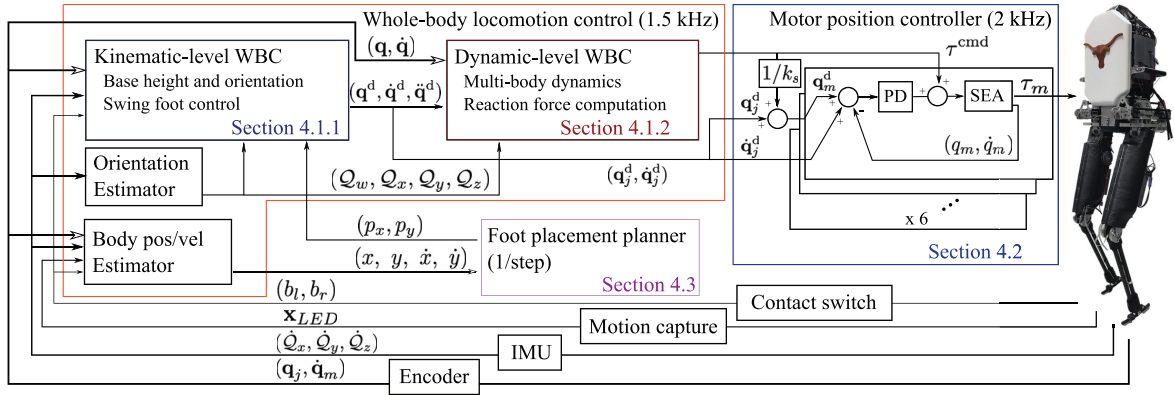 Whole-body locomotion control (1.5 kHz)
Motor position controller (2 kHz)
Kinematic-level WBC
Base height and orientation
Swing foot control
Section 4.1.1
(q, q̇)
(q^d, q̇^d, q̈^d)
Dynamic-level WBC
Multi-body dynamics
Reaction force computation
Section 4.1.2
τ^cmd
1/k_s
q_m^d
q_j^d
+
+
q̇_j^d
+
+
-
PD
+
+
SEA
τ_m
(q_m, q̇_m)
x 6
Section 4.2
Orientation
Estimator
(Q_w, Q_x, Q_y, Q_z)
(q_j^d, q̇_j^d)
Body pos/vel
Estimator
(p_x, p_y)
(x, y, ẋ, ẏ)
Foot placement planner
(1/step)
Section 4.3
(b_l, b_r)
Contact switch
x_LED
Motion capture
(Q̇_x, Q̇_y, Q̇_z)
IMU
(q_j, q̇_m)
Encoder